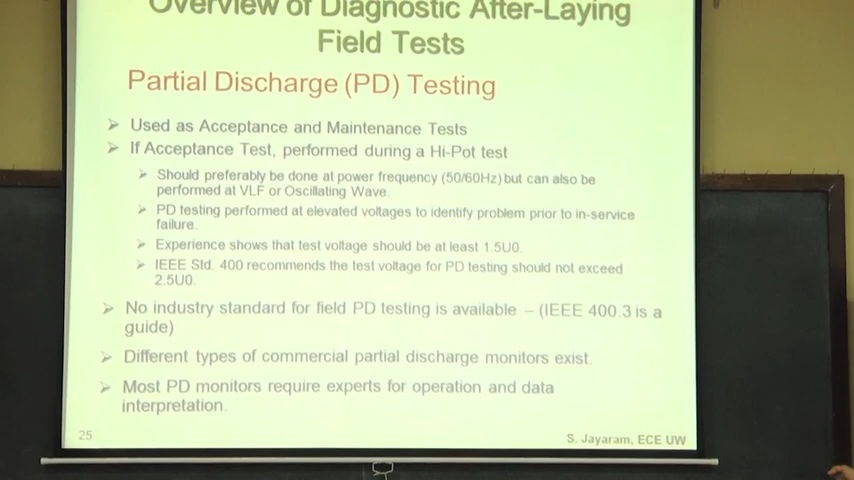 Overview of Diagnostic After-Laying
Field Tests
Partial Discharge (PD) Testing
➢ Used as Acceptance and Maintenance Tests
➢ If Acceptance Test, performed during a Hi-Pot test
➢ Should preferably be done at power frequency (50/60Hz) but can also be
performed at VLF or Oscillating Wave.
➢ PD testing performed at elevated voltages to identify problem prior to in-service
failure.
➢ Experience shows that test voltage should be at least 1.5U0.
➢ IEEE Std. 400 recommends the test voltage for PD testing should not exceed
2.5U0.
➢ No industry standard for field PD testing is available – (IEEE 400.3 is a
guide)
➢ Different types of commercial partial discharge monitors exist.
➢ Most PD monitors require experts for operation and data
interpretation.
25
S. Jayaram, ECE UW